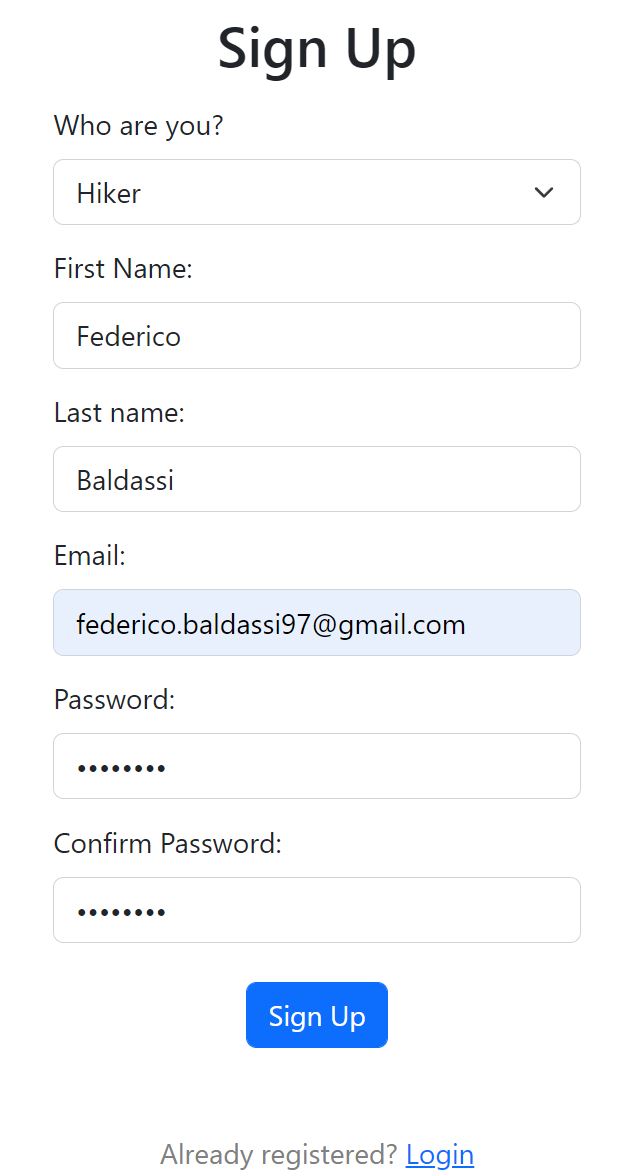 Sign Up
Who are you?
Hiker
First Name:
Federico
Last name:
Baldassi
Email:
federico.baldassi97@gmail.com
Password:
••••••••
Confirm Password:
••••••••
Sign Up
Already registered? Login